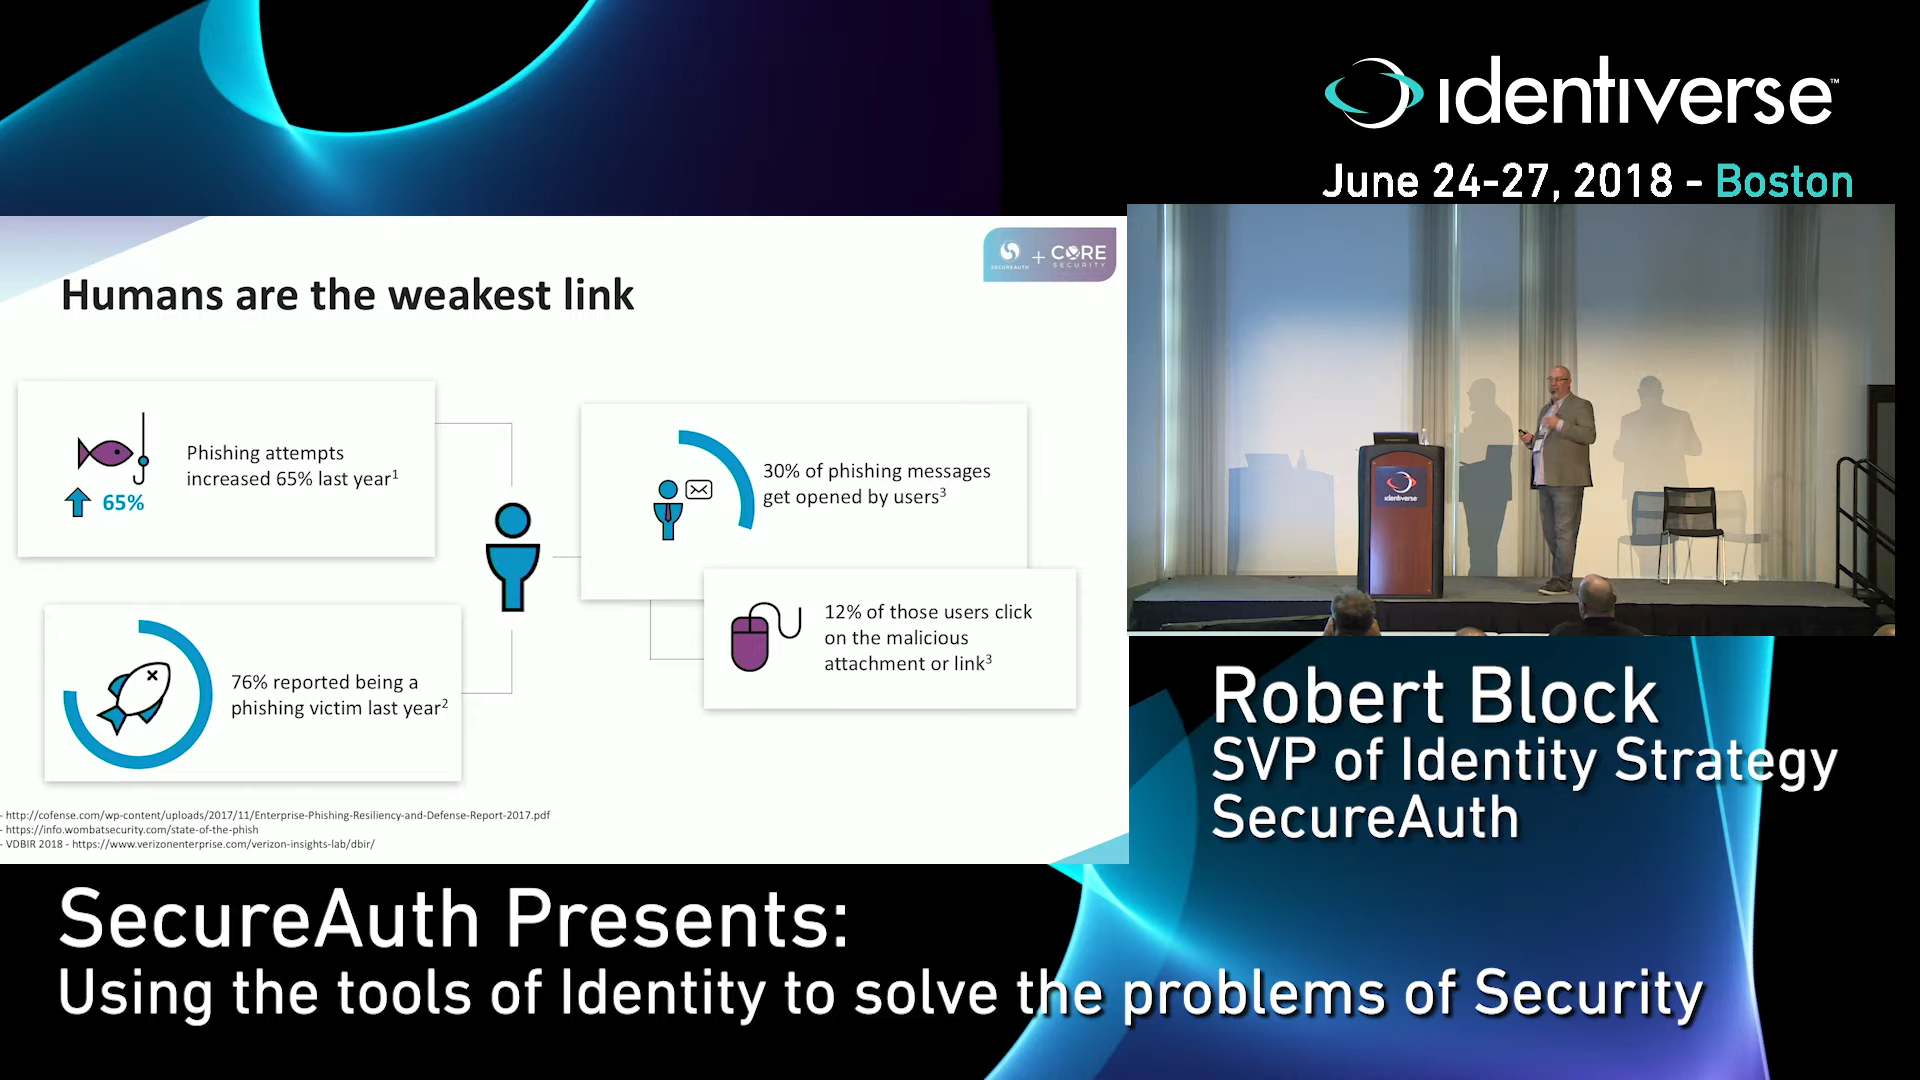 identiverse™
June 24-27, 2018 - Boston
SECUREAUTH + CORE SECURITY
Humans are the weakest link
Phishing attempts
increased 65% last year1
65%
30% of phishing messages
get opened by users3
12% of those users click
on the malicious
attachment or link3
76% reported being a
phishing victim last year2
- http://cofense.com/wp-content/uploads/2017/11/Enterprise-Phishing-Resiliency-and-Defense-Report-2017.pdf
- https://info.wombatsecurity.com/state-of-the-phish
- VDBIR 2018 - https://www.verizonenterprise.com/verizon-insights-lab/dbir/
identiverse
Robert Block
SVP of Identity Strategy
SecureAuth
SecureAuth Presents:
Using the tools of Identity to solve the problems of Security